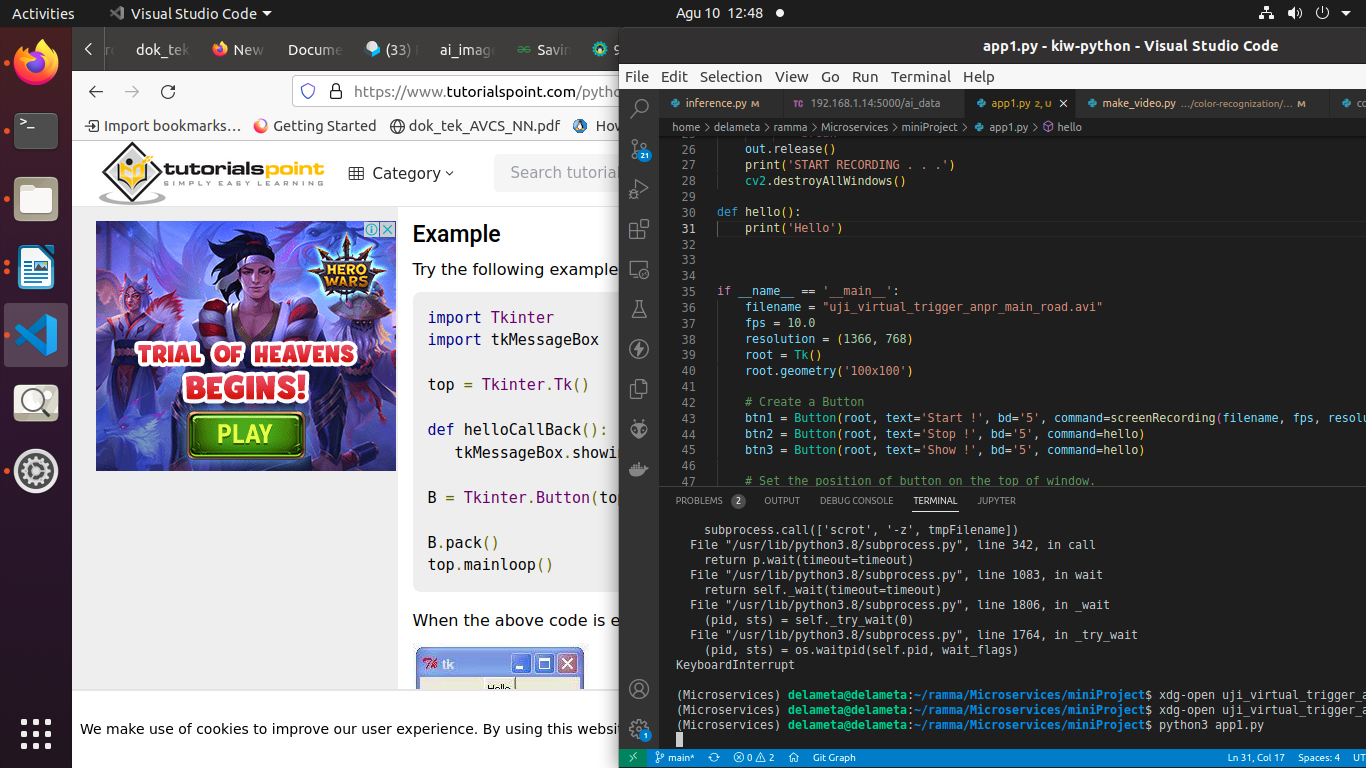 Activities
Visual Studio Code
Agu 10 12:48
dok_tek
New
Docume
(33)
ai_imag
Savin
https://www.tutorialspoint.com/pytho
Import bookmarks...
Getting Started
dok_tek_AVCS_NN.pdf
How
tutorialspoint
SIMPLY EASY LEARNING
Category
Search tutoria
HERO
WARS
TRIAL OF HEAVENS
BEGINS!
PLAY
Example
Try the following example
import Tkinter
import tkMessageBox
top = Tkinter.Tk()
def helloCallBack():
tkMessageBox.showin
B = Tkinter.Button(top
B.pack()
top.mainloop()
When the above code is e
tk
Hello
We make use of cookies to improve our user experience. By using this websit
app1.py - kiw-python - Visual Studio Code
File Edit Selection View Go Run Terminal Help
inference.py M
TC 192.168.1.14:5000/ai_data
app1.py 2, U
make_video.py .../color-recognization/... M
co
home > delameta > ramma > Microservices > miniProject > app1.py > hello
26 out.release()
27 print('START RECORDING . . .')
28 cv2.destroyAllWindows()
29
30 def hello():
31 print('Hello')
32
33
34
35 if __name__ == '__main__':
36 filename = "uji_virtual_trigger_anpr_main_road.avi"
37 fps = 10.0
38 resolution = (1366, 768)
39 root = Tk()
40 root.geometry('100x100')
41
42 # Create a Button
43 btn1 = Button(root, text='Start !', bd='5', command=screenRecording(filename, fps, resolu
44 btn2 = Button(root, text='Stop !', bd='5', command=hello)
45 btn3 = Button(root, text='Show !', bd='5', command=hello)
46
47 # Set the position of button on the top of window.
21
1
PROBLEMS 2 OUTPUT DEBUG CONSOLE TERMINAL JUPYTER
subprocess.call(['scrot', '-z', tmpFilename])
File "/usr/lib/python3.8/subprocess.py", line 342, in call
return p.wait(timeout=timeout)
File "/usr/lib/python3.8/subprocess.py", line 1083, in wait
return self._wait(timeout=timeout)
File "/usr/lib/python3.8/subprocess.py", line 1806, in _wait
(pid, sts) = self._try_wait(0)
File "/usr/lib/python3.8/subprocess.py", line 1764, in _try_wait
(pid, sts) = os.waitpid(self.pid, wait_flags)
KeyboardInterrupt
(Microservices) delameta@delameta:~/ramma/Microservices/miniProject$ xdg-open uji_virtual_trigger_a
(Microservices) delameta@delameta:~/ramma/Microservices/miniProject$ xdg-open uji_virtual_trigger_a
(Microservices) delameta@delameta:~/ramma/Microservices/miniProject$ python3 app1.py
main*
0 2
Git Graph
Ln 31, Col 17
Spaces: 4
UT